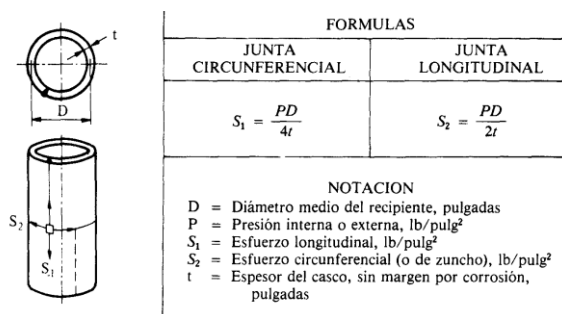 t
D
S₂
S₁
FORMULAS
JUNTA CIRCUNFERENCIAL
JUNTA LONGITUDINAL
S₁ = PD/4t
S₂ = PD/2t
NOTACION
D = Diámetro medio del recipiente, pulgadas
P = Presión interna o externa, lb/pulg²
S₁ = Esfuerzo longitudinal, lb/pulg²
S₂ = Esfuerzo circunferencial (o de zuncho), lb/pulg²
t = Espesor del casco, sin margen por corrosión,
pulgadas